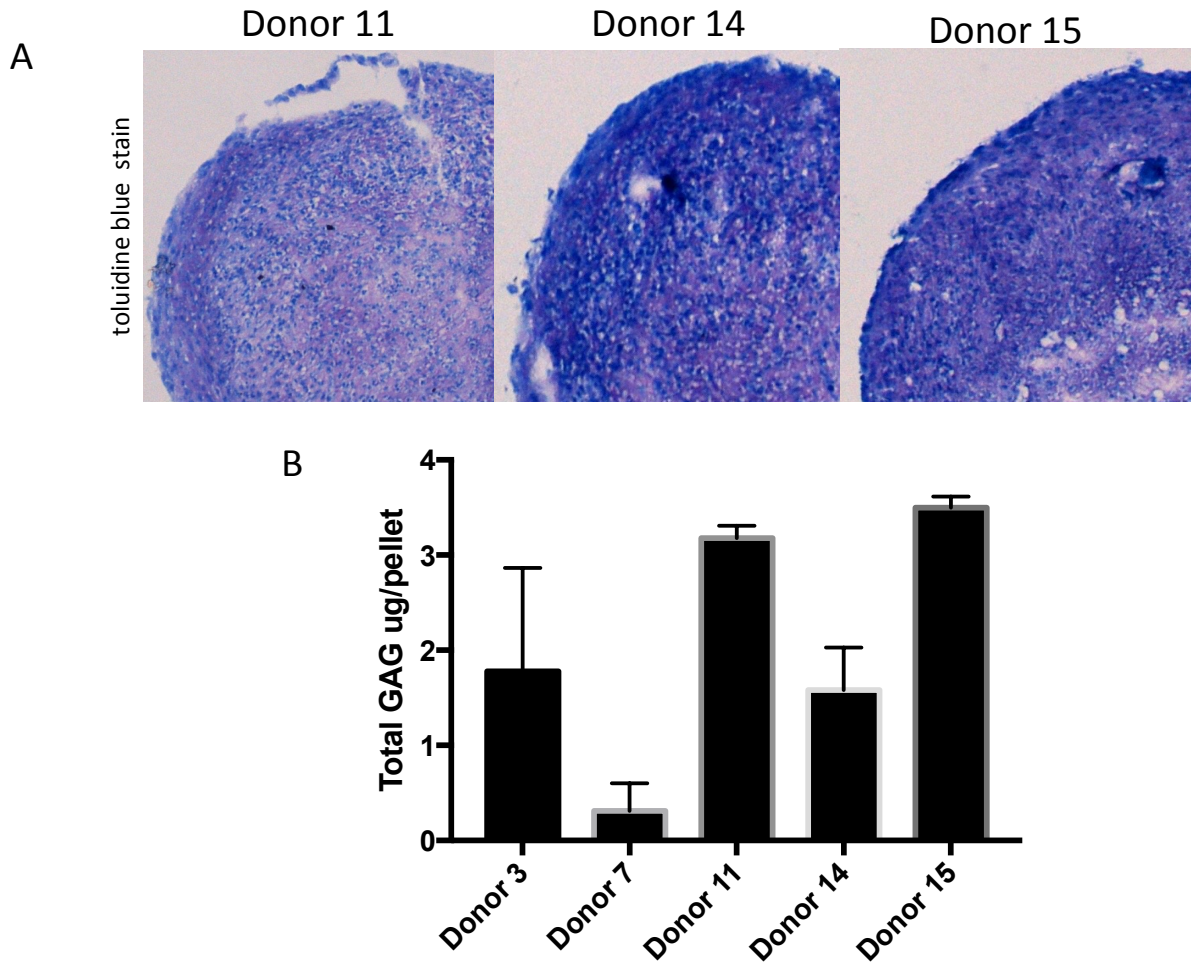 Donor 11
Donor 14
Donor 15
A
toluidine blue stain
B
Total GAG ug/pellet
4
3
2
1
0
Donor 3
Donor 7
Donor 11
Donor 14
Donor 15